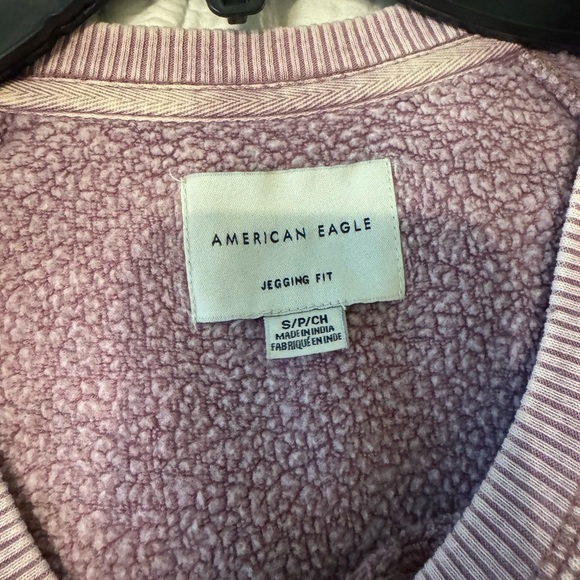 AMERICAN EAGLE
JEGGING FIT
S/P/CH
MADE IN INDIA
FABRIQUÉ EN INDE